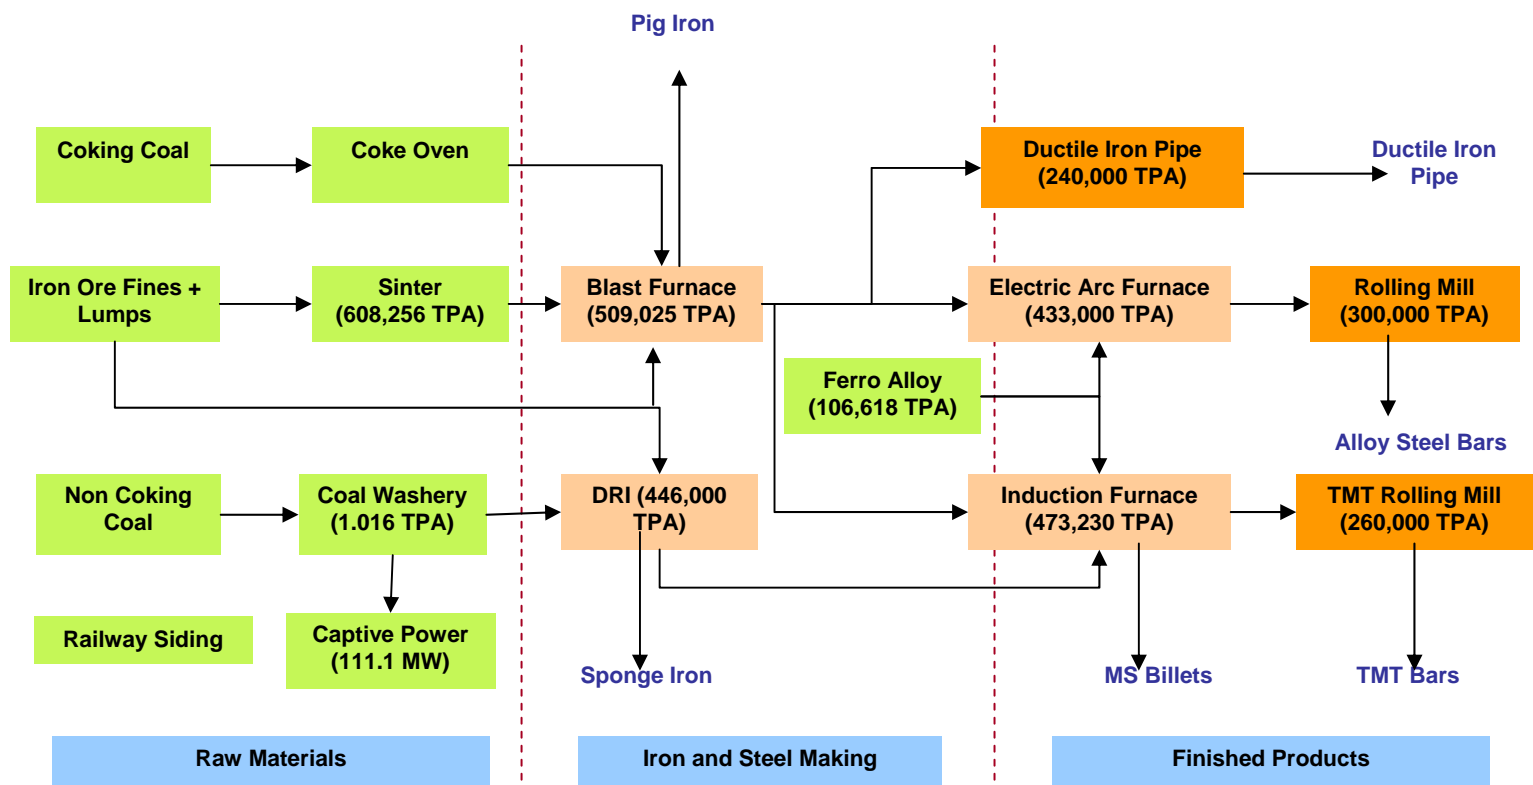 Pig Iron
Coking Coal
Coke Oven
Ductile Iron Pipe
(240,000 TPA)
Ductile Iron
Pipe
Iron Ore Fines +
Lumps
Sinter
(608,256 TPA)
Blast Furnace
(509,025 TPA)
Electric Arc Furnace
(433,000 TPA)
Rolling Mill
(300,000 TPA)
Ferro Alloy
(106,618 TPA)
Alloy Steel Bars
Non Coking
Coal
Coal Washery
(1.016 TPA)
DRI (446,000
TPA)
Induction Furnace
(473,230 TPA)
TMT Rolling Mill
(260,000 TPA)
Railway Siding
Captive Power
(111.1 MW)
Sponge Iron
MS Billets
TMT Bars
Raw Materials
Iron and Steel Making
Finished Products